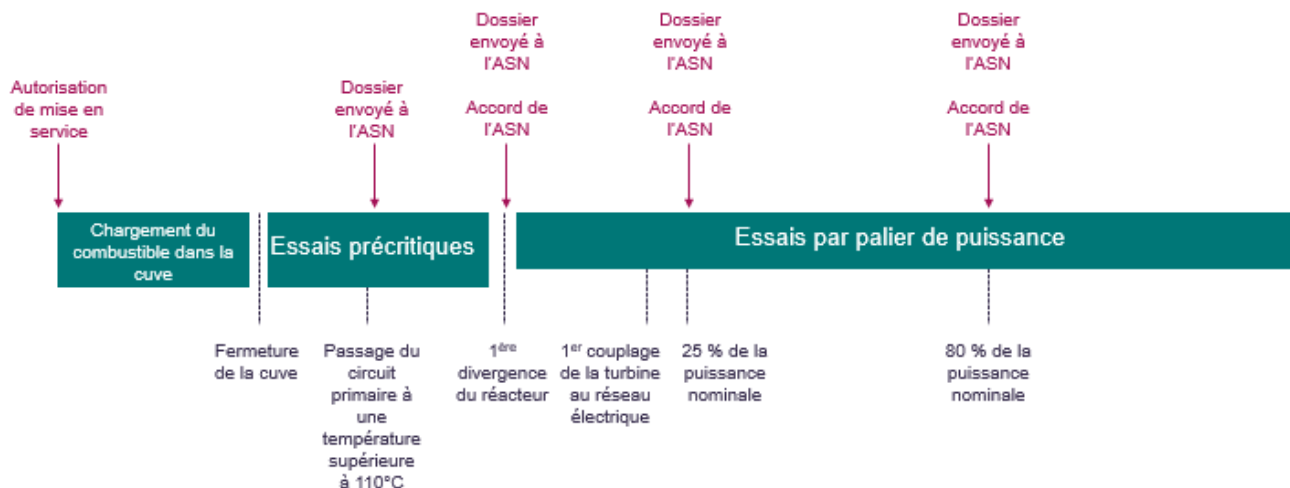 Autorisation
de mise en
service
Dossier
envoyé à
l'ASN
Dossier
envoyé à
l'ASN
Accord de
l'ASN
Dossier
envoyé à
l'ASN
Accord de
l'ASN
Dossier
envoyé à
l'ASN
Accord de
l'ASN
Chargement du
combustible dans la
cuve
Essais précritiques
Essais par palier de puissance
Fermeture
de la cuve
Passage du
circuit
primaire à
une
température
supérieure
à 110°C
1ère
divergence
du réacteur
1er couplage
de la turbine
au réseau
électrique
25 % de la
puissance
nominale
80 % de la
puissance
nominale